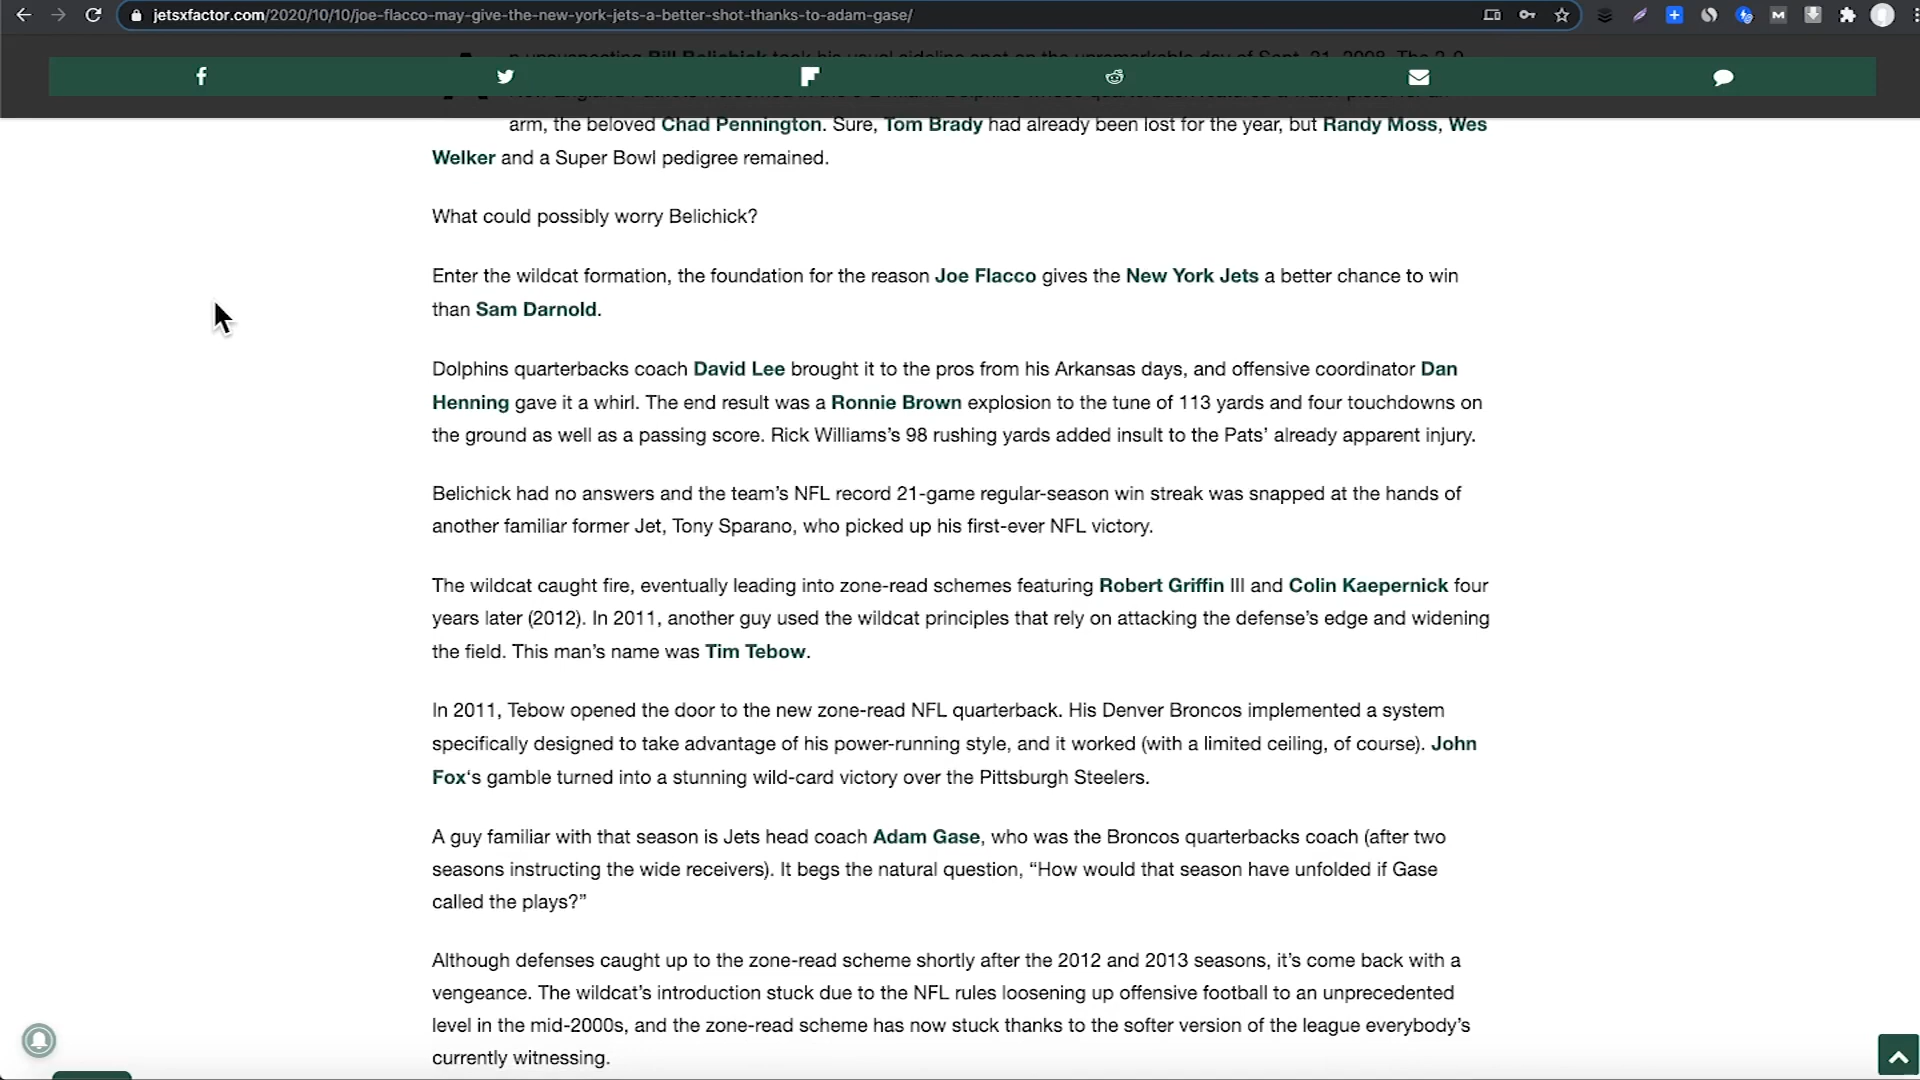 jetsxfactor.com/2020/10/10/joe-flacco-may-give-the-new-york-jets-a-better-shot-thanks-to-adam-gase/
arm, the beloved Chad Pennington. Sure, Tom Brady had already been lost for the year, but Randy Moss, Wes
Welker and a Super Bowl pedigree remained.
What could possibly worry Belichick?
Enter the wildcat formation, the foundation for the reason Joe Flacco gives the New York Jets a better chance to win
than Sam Darnold.
Dolphins quarterbacks coach David Lee brought it to the pros from his Arkansas days, and offensive coordinator Dan
Henning gave it a whirl. The end result was a Ronnie Brown explosion to the tune of 113 yards and four touchdowns on
the ground as well as a passing score. Rick Williams’s 98 rushing yards added insult to the Pats’ already apparent injury.
Belichick had no answers and the team’s NFL record 21-game regular-season win streak was snapped at the hands of
another familiar former Jet, Tony Sparano, who picked up his first-ever NFL victory.
The wildcat caught fire, eventually leading into zone-read schemes featuring Robert Griffin III and Colin Kaepernick four
years later (2012). In 2011, another guy used the wildcat principles that rely on attacking the defense’s edge and widening
the field. This man’s name was Tim Tebow.
In 2011, Tebow opened the door to the new zone-read NFL quarterback. His Denver Broncos implemented a system
specifically designed to take advantage of his power-running style, and it worked (with a limited ceiling, of course). John
Fox‘s gamble turned into a stunning wild-card victory over the Pittsburgh Steelers.
A guy familiar with that season is Jets head coach Adam Gase, who was the Broncos quarterbacks coach (after two
seasons instructing the wide receivers). It begs the natural question, “How would that season have unfolded if Gase
called the plays?”
Although defenses caught up to the zone-read scheme shortly after the 2012 and 2013 seasons, it’s come back with a
vengeance. The wildcat’s introduction stuck due to the NFL rules loosening up offensive football to an unprecedented
level in the mid-2000s, and the zone-read scheme has now stuck thanks to the softer version of the league everybody’s
currently witnessing.